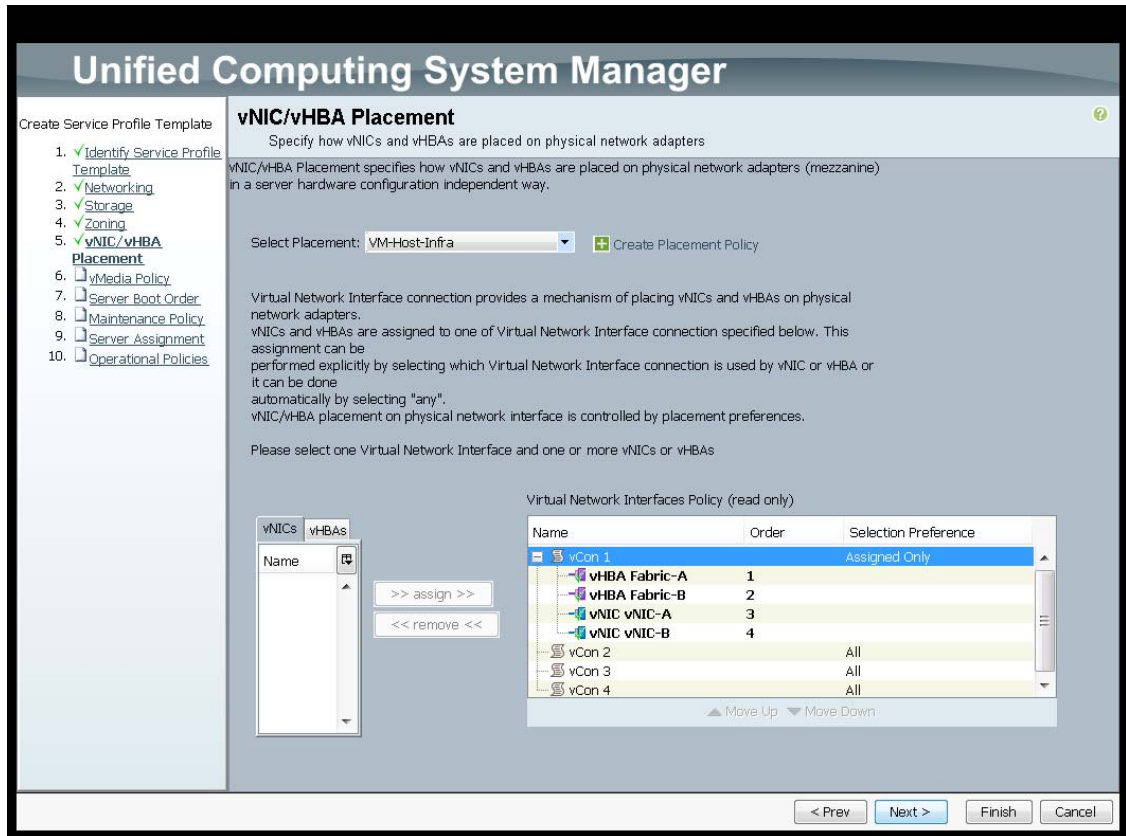 Unified Computing System Manager
Create Service Profile Template
1. Identify Service Profile
Template
2. Networking
3. Storage
4. Zoning
5. vNIC/vHBA
Placement
6. vMedia Policy
7. Server Boot Order
8. Maintenance Policy
9. Server Assignment
10. Operational Policies
vNIC/vHBA Placement
Specify how vNICs and vHBAs are placed on physical network adapters
vNIC/vHBA Placement specifies how vNICs and vHBAs are placed on physical network adapters (mezzanine)
in a server hardware configuration independent way.
Select Placement: VM-Host-Infra Create Placement Policy
Virtual Network Interface connection provides a mechanism of placing vNICs and vHBAs on physical
network adapters.
vNICs and vHBAs are assigned to one of Virtual Network Interface connection specified below. This
assignment can be
performed explicitly by selecting which Virtual Network Interface connection is used by vNIC or vHBA or
it can be done
automatically by selecting "any".
vNIC/vHBA placement on physical network interface is controlled by placement preferences.
Please select one Virtual Network Interface and one or more vNICs or vHBAs
vNICs vHBAs
Name
>> assign >>
<< remove <<
Virtual Network Interfaces Policy (read only)
Name Order Selection Preference
vCon 1 Assigned Only
vHBA Fabric-A 1
vHBA Fabric-B 2
vNIC vNIC-A 3
vNIC vNIC-B 4
vCon 2 All
vCon 3 All
vCon 4 All
Move Up Move Down
< Prev Next > Finish Cancel